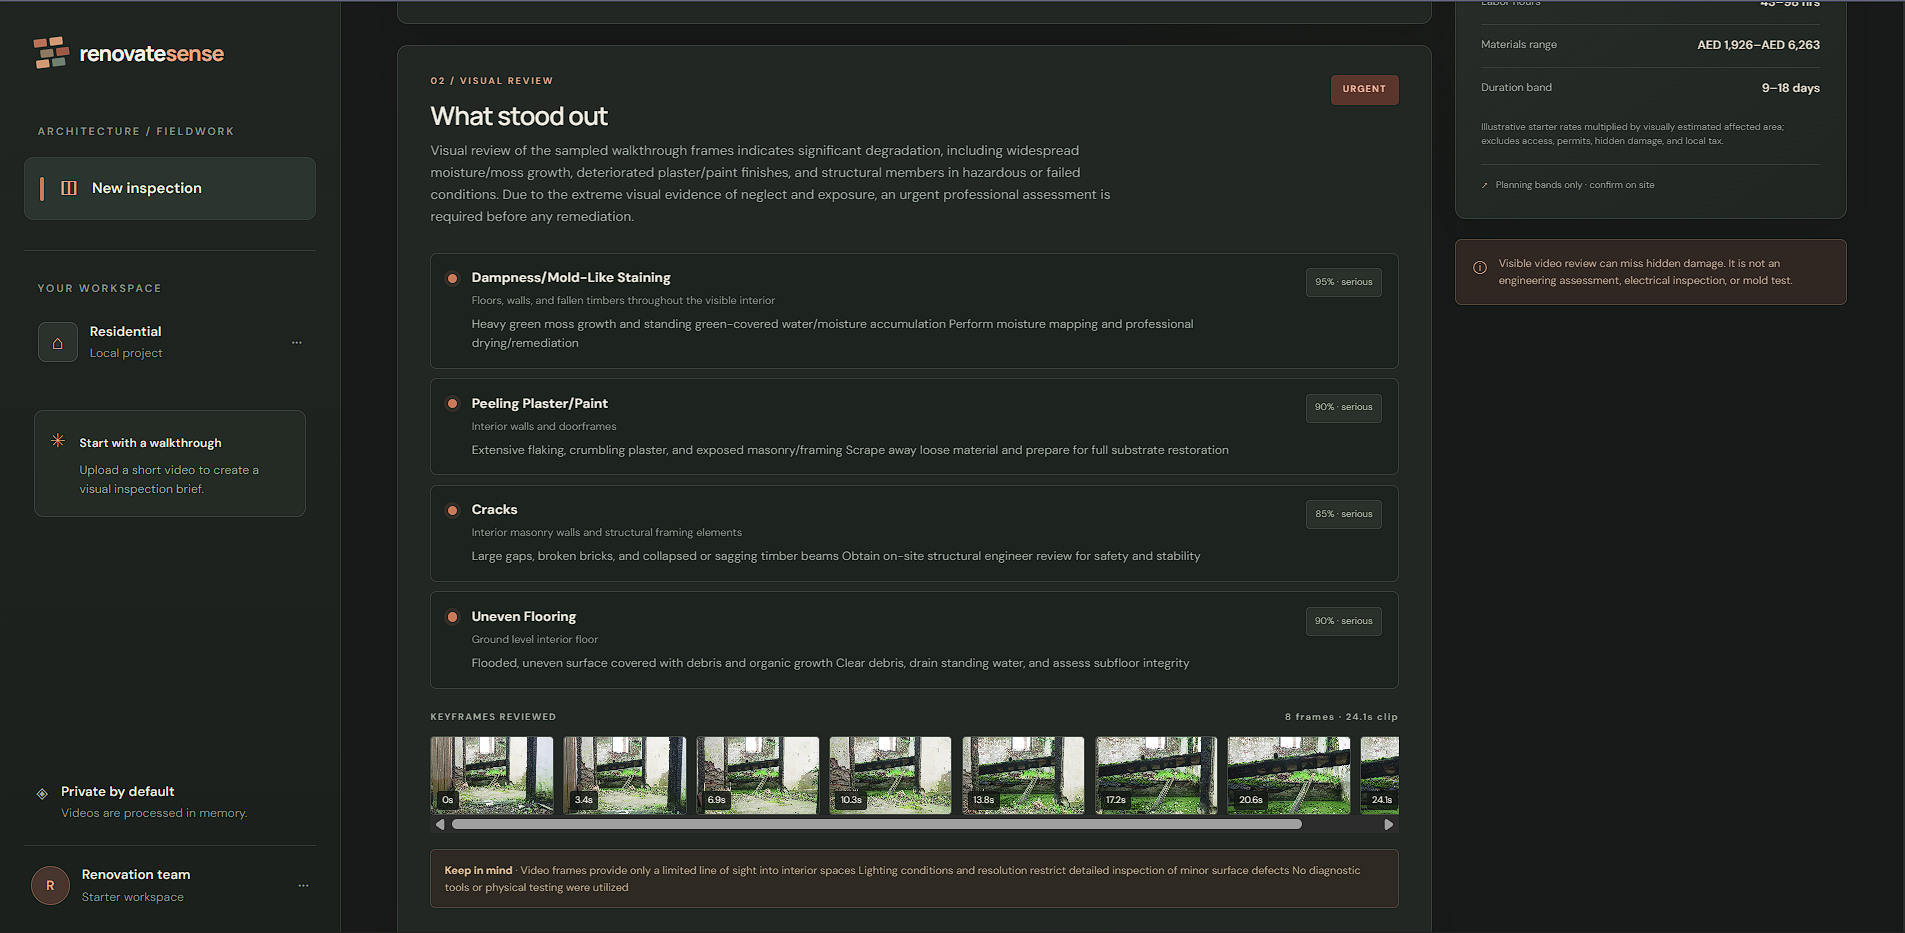 renovatesense
ARCHITECTURE / FIELDWORK
New inspection
YOUR WORKSPACE
Residential
Local project
...
Start with a walkthrough
Upload a short video to create a
visual inspection brief.
Private by default
Videos are processed in memory.
R
Renovation team
Starter workspace
...
02 / VISUAL REVIEW
URGENT
What stood out
Visual review of the sampled walkthrough frames indicates significant degradation, including widespread
moisture/moss growth, deteriorated plaster/paint finishes, and structural members in hazardous or failed
conditions. Due to the extreme visual evidence of neglect and exposure, an urgent professional assessment is
required before any remediation.
Dampness/Mold-Like Staining
95% · serious
Floors, walls, and fallen timbers throughout the visible interior
Heavy green moss growth and standing green-covered water/moisture accumulation Perform moisture mapping and professional
drying/remediation
Peeling Plaster/Paint
90% · serious
Interior walls and doorframes
Extensive flaking, crumbling plaster, and exposed masonry/framing Scrape away loose material and prepare for full substrate restoration
Cracks
85% · serious
Interior masonry walls and structural framing elements
Large gaps, broken bricks, and collapsed or sagging timber beams Obtain on-site structural engineer review for safety and stability
Uneven Flooring
90% · serious
Ground level interior floor
Flooded, uneven surface covered with debris and organic growth Clear debris, drain standing water, and assess subfloor integrity
KEYFRAMES REVIEWED
8 frames · 24.1s clip
0s
3.4s
6.9s
10.3s
13.8s
17.2s
20.6s
24.1s
Keep in mind · Video frames provide only a limited line of sight into interior spaces Lighting conditions and resolution restrict detailed inspection of minor surface defects No diagnostic
tools or physical testing were utilized
Labor hours
43–98 hrs
Materials range
AED 1,926–AED 6,263
Duration band
9–18 days
Illustrative starter rates multiplied by visually estimated affected area;
excludes access, permits, hidden damage, and local tax.
Planning bands only · confirm on site
Visible video review can miss hidden damage. It is not an
engineering assessment, electrical inspection, or mold test.